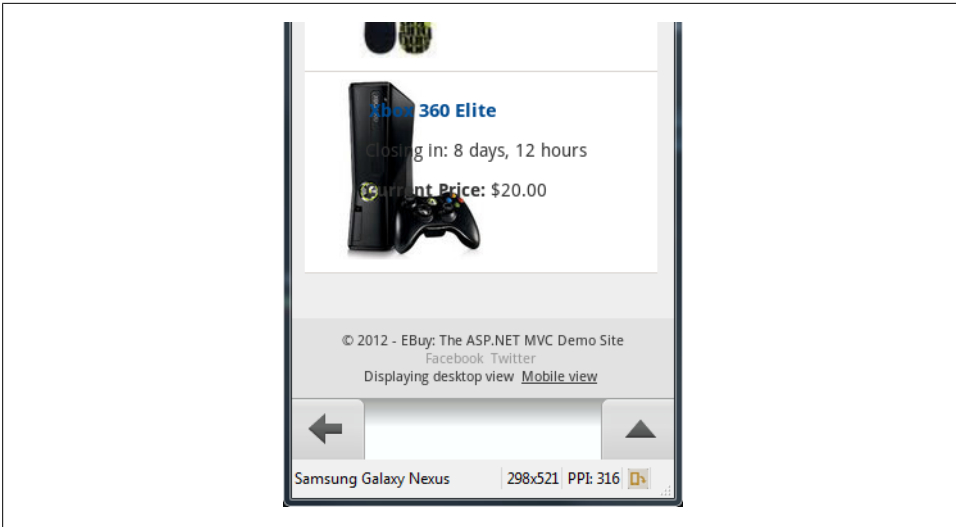 Xbox 360 Elite
Closing in: 8 days, 12 hours
Current Price: $20.00
© 2012 - EBuy: The ASP.NET MVC Demo Site
Facebook Twitter
Displaying desktop view Mobile view
Samsung Galaxy Nexus 298x521 PPI: 316